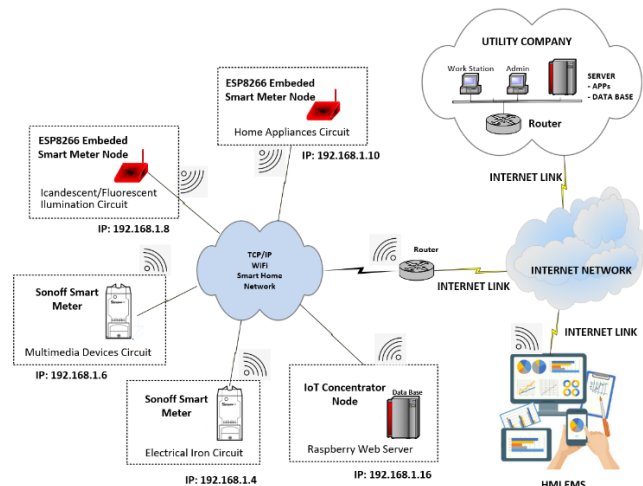 UTILITY COMPANY
Work Station
Admin
SERVER
- APPs
- DATA BASE
Router
ESP8266 Embeded
Smart Meter Node
Home Appliances Circuit
IP: 192.168.1.10
ESP8266 Embeded
Smart Meter Node
Icandescent/Fluorescent
Ilumination Circuit
IP: 192.168.1.8
INTERNET LINK
TCP/IP
WiFi
Smart Home
Network
Router
INTERNET LINK
INTERNET NETWORK
INTERNET LINK
Sonoff Smart
Meter
Multimedia Devices Circuit
IP: 192.168.1.6
Sonoff Smart
Meter
Electrical Iron Circuit
IP: 192.168.1.4
IoT Concentrator
Node
Data Base
Raspberry Web Server
IP: 192.168.1.16